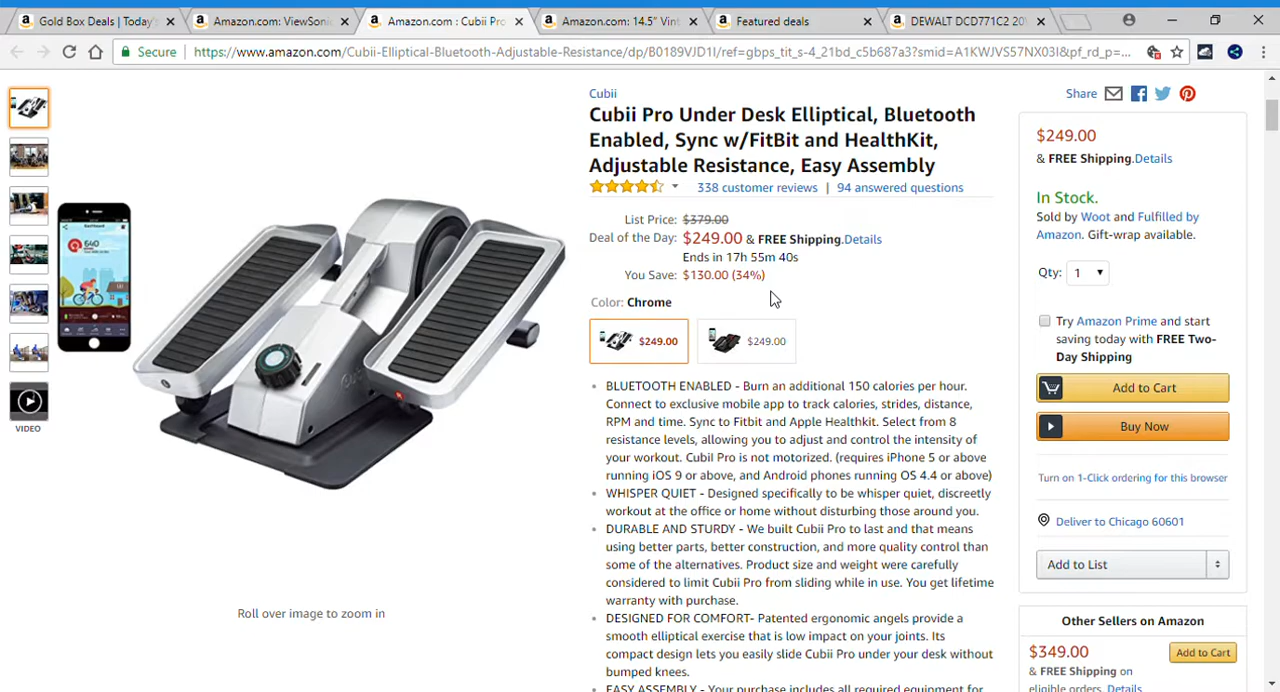 Gold Box Deals | Today's
Amazon.com: ViewSonic
Amazon.com : Cubii Pro
Amazon.com: 14.5" Vint
Featured deals
DEWALT DCD771C2 20
Secure
https://www.amazon.com/Cubii-Elliptical-Bluetooth-Adjustable-Resistance/dp/B0189VJD1I/ref=gbps_tit_s-4_21bd_c5b687a3?smid=A1KWJVS57NX03I&pf_rd_p=...
Cubii
Cubii Pro Under Desk Elliptical, Bluetooth
Enabled, Sync w/FitBit and HealthKit,
Adjustable Resistance, Easy Assembly
338 customer reviews | 94 answered questions
List Price: $379.00
Deal of the Day: $249.00 & FREE Shipping.Details
Ends in 17h 55m 40s
You Save: $130.00 (34%)
Color: Chrome
$249.00 $249.00
BLUETOOTH ENABLED - Burn an additional 150 calories per hour.
Connect to exclusive mobile app to track calories, strides, distance,
RPM and time. Sync to Fitbit and Apple Healthkit. Select from 8
resistance levels, allowing you to adjust and control the intensity of
your workout. Cubii Pro is not motorized. (requires iPhone 5 or above
running iOS 9 or above, and Android phones running OS 4.4 or above)
WHISPER QUIET - Designed specifically to be whisper quiet, discreetly
workout at the office or home without disturbing those around you.
DURABLE AND STURDY - We built Cubii Pro to last and that means
using better parts, better construction, and more quality control than
some of the alternatives. Product size and weight were carefully
considered to limit Cubii Pro from sliding while in use. You get lifetime
warranty with purchase.
DESIGNED FOR COMFORT- Patented ergonomic angels provide a
smooth elliptical exercise that is low impact on your joints. Its
compact design lets you easily slide Cubii Pro under your desk without
bumped knees.
EASY ASSEMBLY - Your purchase includes all required equipment for
640
VIDEO
Roll over image to zoom in
Share
$249.00
& FREE Shipping.Details
In Stock.
Sold by Woot and Fulfilled by
Amazon. Gift-wrap available.
Qty: 1
Try Amazon Prime and start
saving today with FREE Two-
Day Shipping
Add to Cart
Buy Now
Turn on 1-Click ordering for this browser
Deliver to Chicago 60601
Add to List
Other Sellers on Amazon
$349.00 Add to Cart
& FREE Shipping on
eligible orders. Details